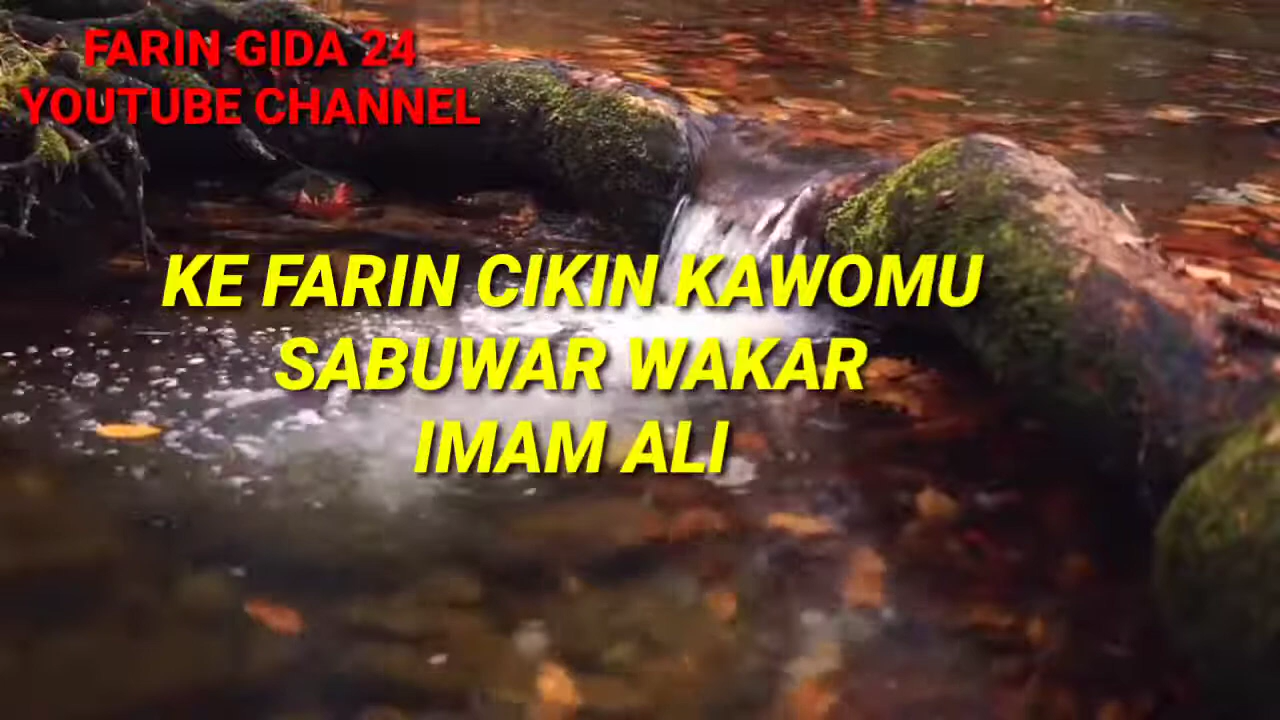 FARIN GIDA 24
YOUTUBE CHANNEL
KE FARIN CIKIN KAWOMU
SABUWAR WAKAR
IMAM ALI